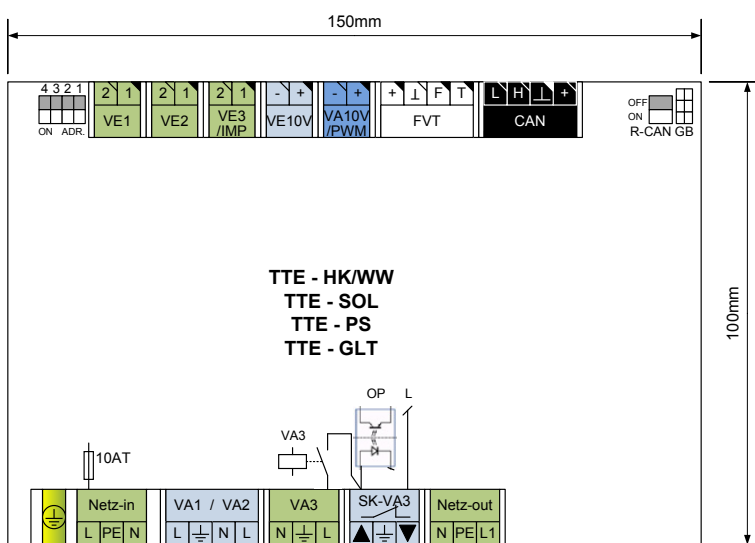 150mm
4 3 2 1
ON ADR.
2 1
VE1
2 1
VE2
2 1
VE3
/IMP
- +
VE10V
- +
VA10V
/PWM
+ ⊥ F T
FVT
L H ⊥ +
CAN
OFF
ON
R-CAN GB
100mm
TTE - HK/WW
TTE - SOL
TTE - PS
TTE - GLT
OP L
VA3
10AT
Netz-in
L PE N
VA1 / VA2
L ⏚ N L
VA3
N ⏚ L
SK-VA3
▲ ⏚ ▼
Netz-out
N PE L1